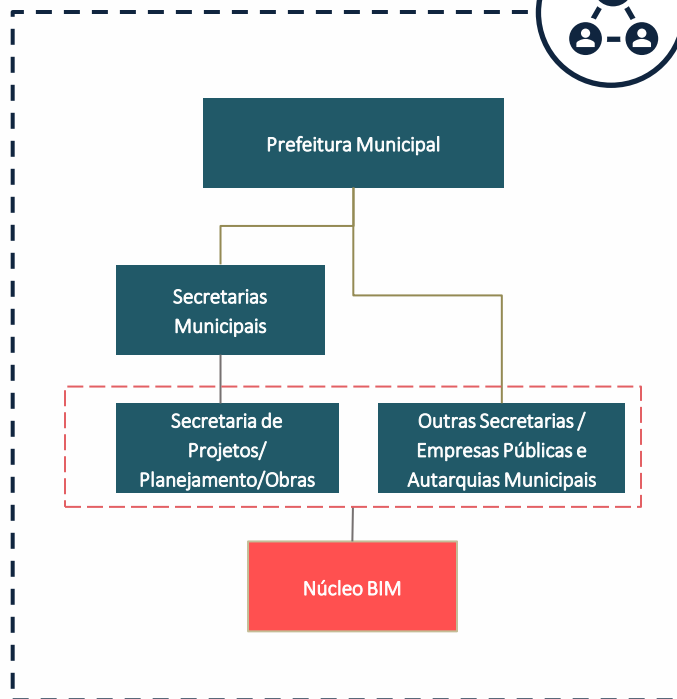 Prefeitura Municipal
Secretarias
Municipais
Secretaria de
Projetos/
Planejamento/Obras
Outras Secretarias /
Empresas Públicas e
Autarquias Municipais
Núcleo BIM